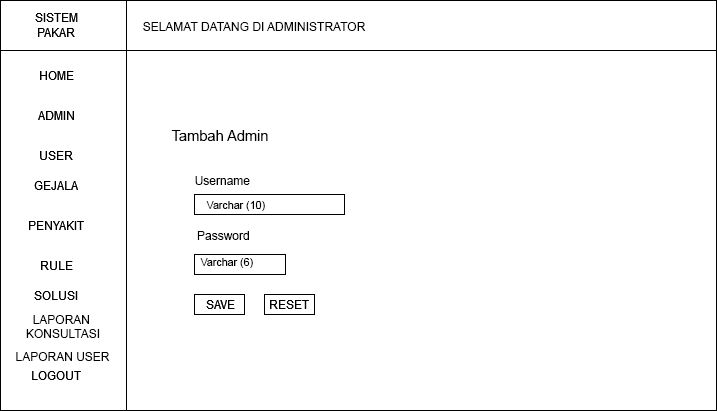 SISTEM
PAKAR
SELAMAT DATANG DI ADMINISTRATOR
HOME
ADMIN
USER
GEJALA
PENYAKIT
RULE
SOLUSI
LAPORAN
KONSULTASI
LAPORAN USER
LOGOUT
Tambah Admin
Username
Varchar (10)
Password
Varchar (6)
SAVE RESET